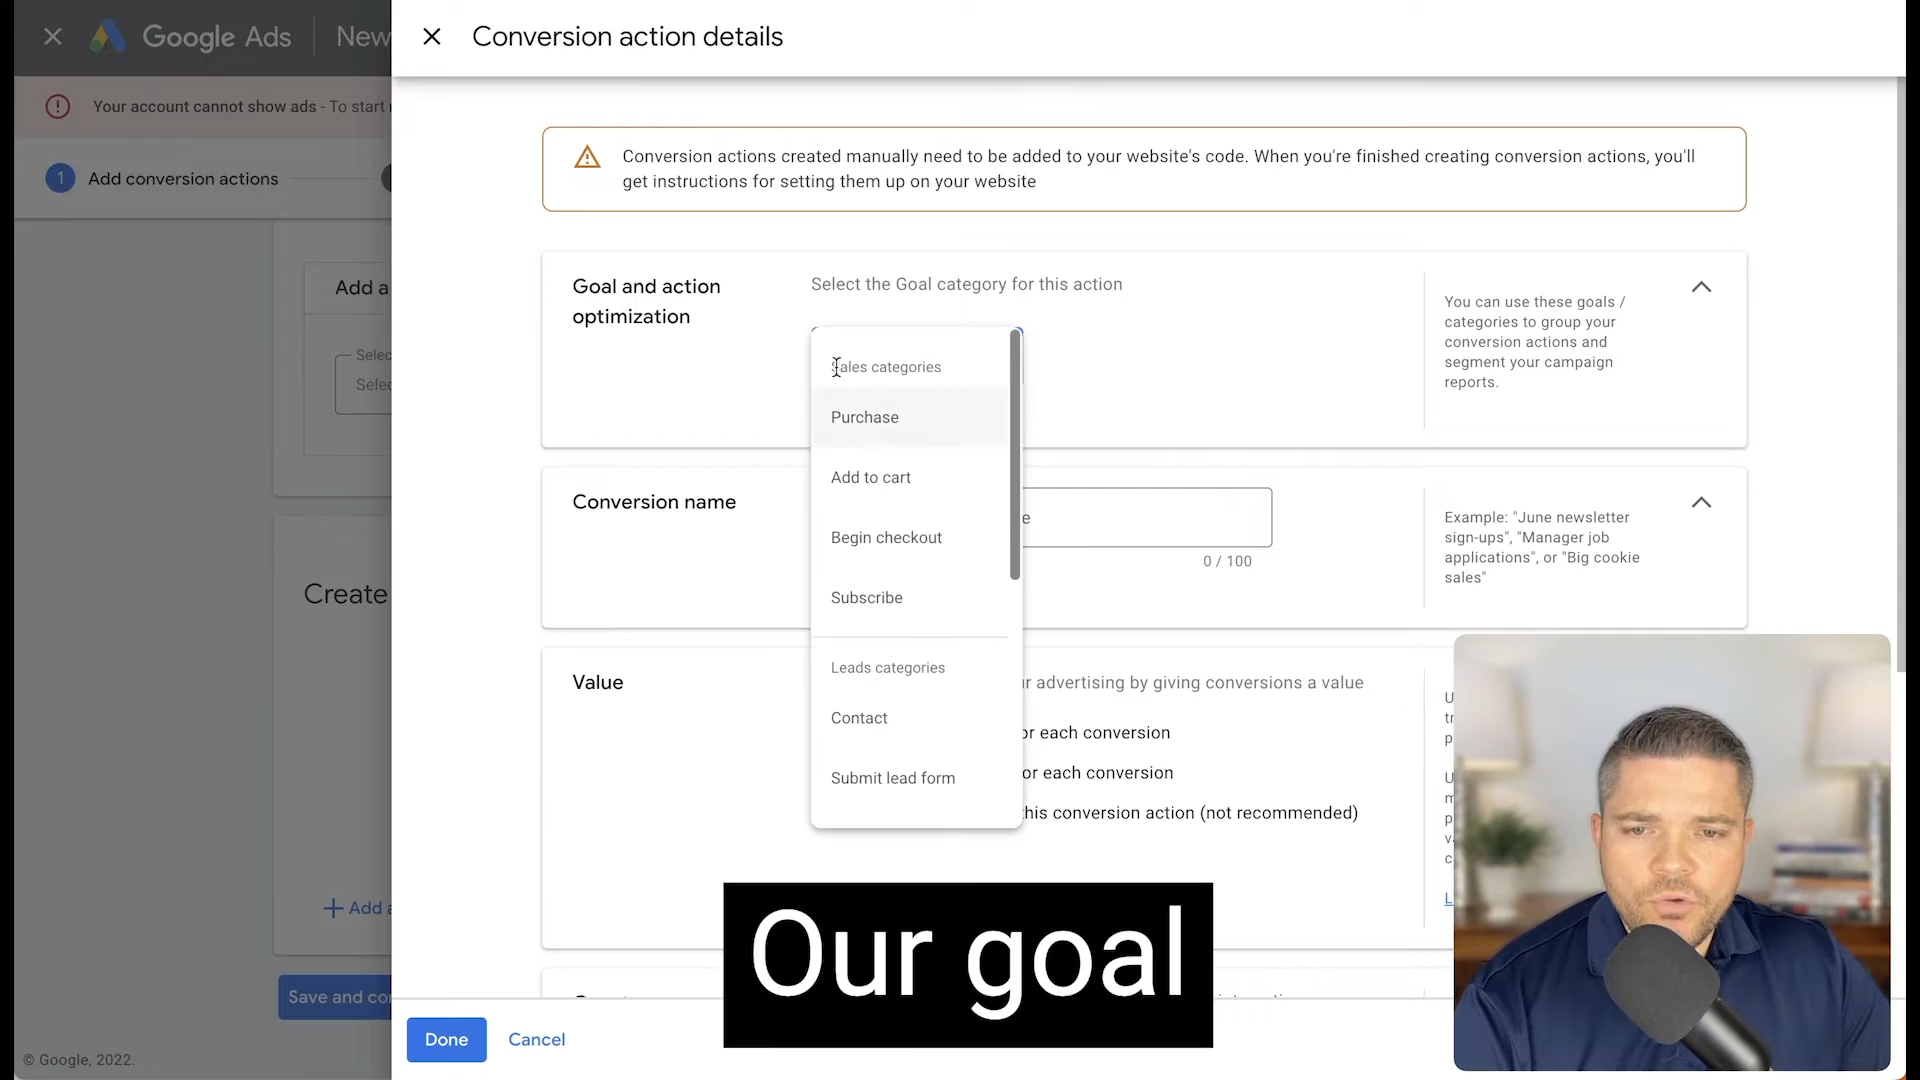 Google Ads
New
Conversion action details
Your account cannot show ads - To start
1 Add conversion actions
Conversion actions created manually need to be added to your website's code. When you're finished creating conversion actions, you'll
get instructions for setting them up on your website
Add a
Selec
Selec
Goal and action
optimization
Select the Goal category for this action
You can use these goals /
categories to group your
conversion actions and
segment your campaign
reports.
Sales categories
Purchase
Add to cart
Begin checkout
Subscribe
Leads categories
Contact
Submit lead form
Conversion name
e
0 / 100
Example: "June newsletter
sign-ups", "Manager job
applications", or "Big cookie
sales"
Create
Value
ur advertising by giving conversions a value
or each conversion
or each conversion
this conversion action (not recommended)
Add a
Save and con
Our goal
Done
Cancel
© Google, 2022.